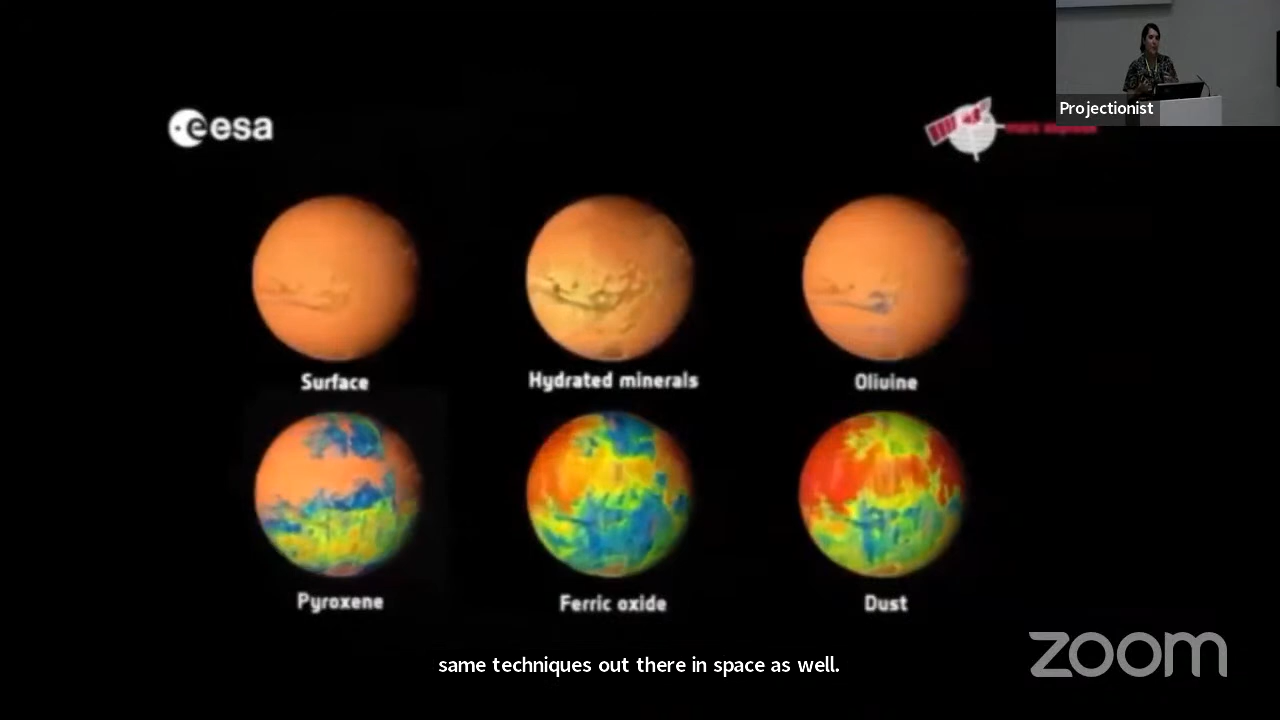 Projectionist
esa
Surface
Hydrated minerals
Olivine
Pyroxene
Ferric oxide
Dust
same techniques out there in space as well.
zoom